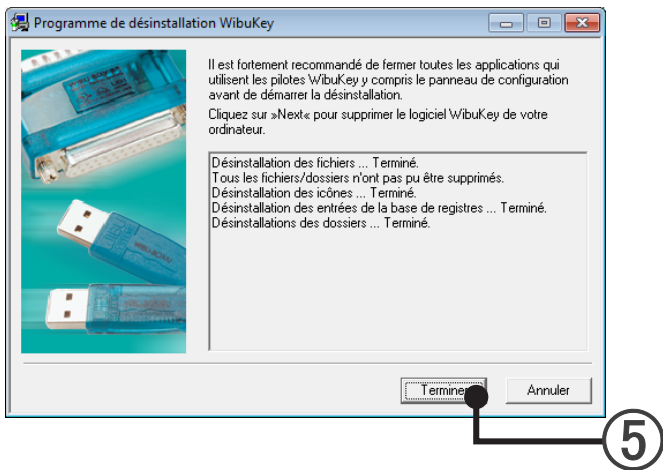 Programme de désinstallation WibuKey
Il est fortement recommandé de fermer toutes les applications qui
utilisent les pilotes WibuKey y compris le panneau de configuration
avant de démarrer la désinstallation.
Cliquez sur »Next« pour supprimer le logiciel WibuKey de votre
ordinateur.
Désinstallation des fichiers ... Terminé.
Tous les fichiers/dossiers n'ont pas pu être supprimés.
Désinstallation des icônes ... Terminé.
Désinstallation des entrées de la base de registres ... Terminé.
Désinstallations des dossiers ... Terminé.
Terminer
Annuler
5